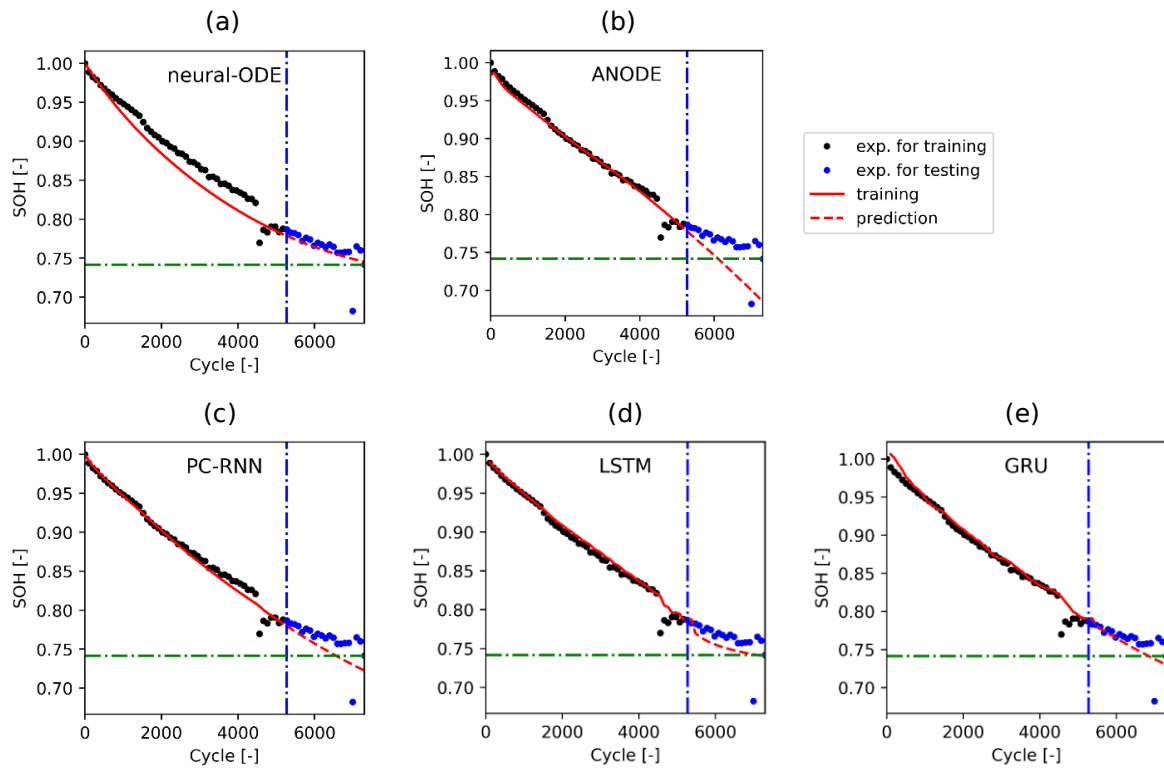 (a)
(b)
neural-ODE
ANODE
1.00
0.95
0.90
0.85
0.80
0.75
0.70
SOH [-]
0
2000
4000
6000
Cycle [-]
1.00
0.95
0.90
0.85
0.80
0.75
0.70
SOH [-]
0
2000
4000
6000
Cycle [-]
exp. for training
exp. for testing
training
prediction
(c)
(d)
(e)
PC-RNN
LSTM
GRU
1.00
0.95
0.90
0.85
0.80
0.75
0.70
SOH [-]
0
2000
4000
6000
Cycle [-]
1.00
0.95
0.90
0.85
0.80
0.75
0.70
SOH [-]
0
2000
4000
6000
Cycle [-]
1.00
0.95
0.90
0.85
0.80
0.75
0.70
SOH [-]
0
2000
4000
6000
Cycle [-]